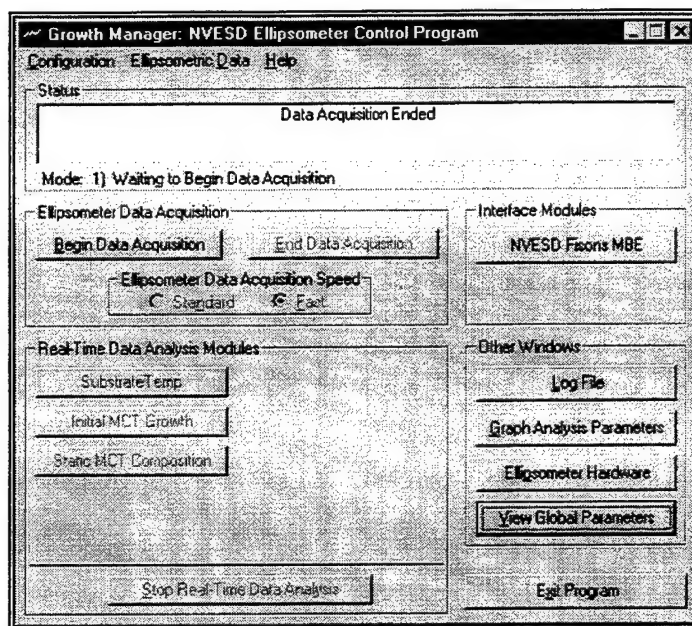 Growth Manager: NVESD Ellipsometer Control Program
Configuration Ellipsometric Data Help
Status
Data Acquisition Ended
Mode: 1) Waiting to Begin Data Acquisition
Ellipsometer Data Acquisition
Begin Data Acquisition
End Data Acquisition
Ellipsometer Data Acquisition Speed
Standard Fast
Interface Modules
NVESD Fisons MBE
Real-Time Data Analysis Modules
SubstrateTemp
Initial MCT Growth
Static MCT Composition
Stop Real-Time Data Analysis
Other Windows
Log File
Graph Analysis Parameters
Ellipsometer Hardware
View Global Parameters
Exit Program